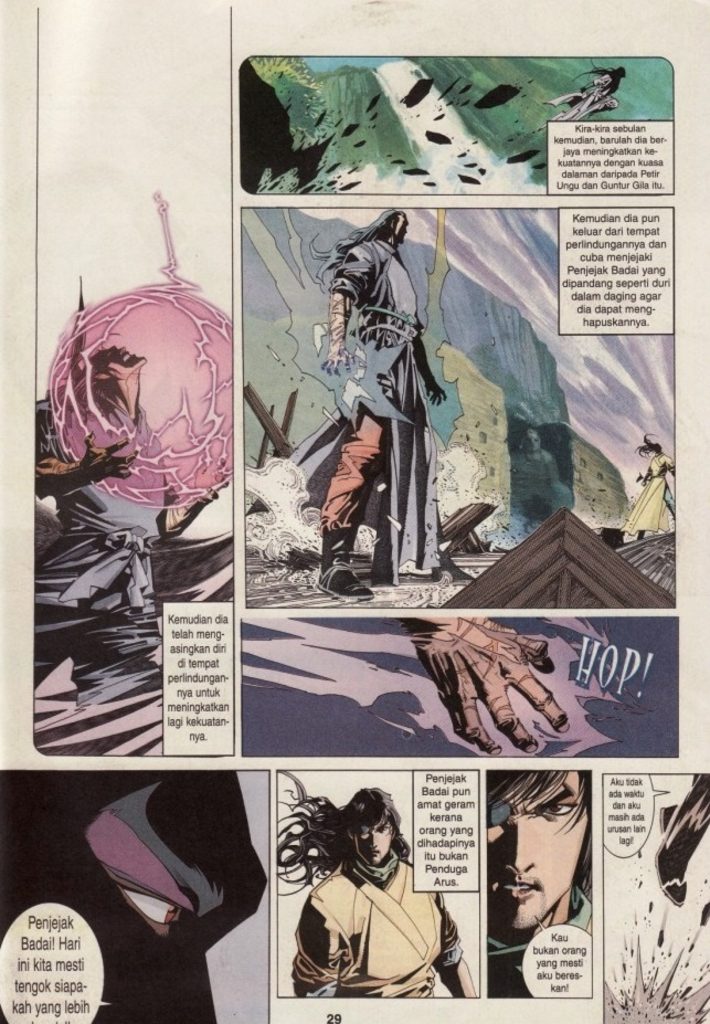 Kemudian dia
telah meng-
asingkan diri
di tempat
perlindungan-
nya untuk
meningkatkan
lagi kekuatan-
nya.
Kira-kira sebulan
kemudian, barulah dia ber-
jaya meningkatkan ke-
kuatannya dengan kuasa
dalaman daripada Petir
Ungu dan Guntur Gila itu.
Kemudian dia pun
keluar dari tempat
perlindungannya dan
cuba menjejaki
Penjejak Badai yang
dipandang seperti duri
dalam daging agar
dia dapat meng-
hapuskannya.
HOP!
Penjejak
Badai! Hari
ini kita mesti
tengok siapa-
kah yang lebih
Penjejak
Badai pun
amat geram
kerana
orang yang
dihadapinya
itu bukan
Penduga
Arus.
Kau
bukan orang
yang mesti
aku beres-
kan!
Aku tidak
ada waktu
dan aku
masih ada
urusan lain
lagi!
29